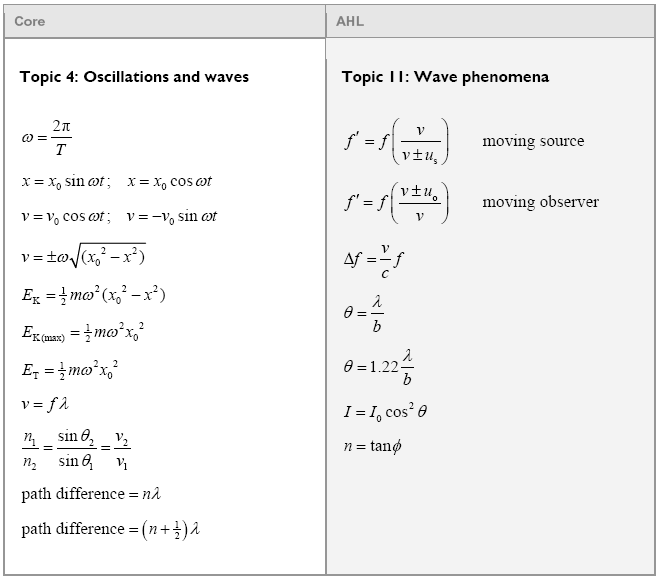 Core
Topic 4: Oscillations and waves
ω = 2π/T
x = x₀ sin ωt; x = x₀ cos ωt
v = v₀ cos ωt; v = −v₀ sin ωt
v = ±ω√(x₀² − x²)
E_K = ½mω²(x₀² − x²)
E_K(max) = ½mω²x₀²
E_T = ½mω²x₀²
v = fλ
n₁/n₂ = sin θ₂/sin θ₁ = v₂/v₁
path difference = nλ
path difference = (n + ½)λ
AHL
Topic 11: Wave phenomena
f′ = f(v/(v ± u_s)) moving source
f′ = f((v ± u_o)/v) moving observer
Δf = v/c f
θ = λ/b
θ = 1.22 λ/b
I = I₀ cos² θ
n = tanϕ